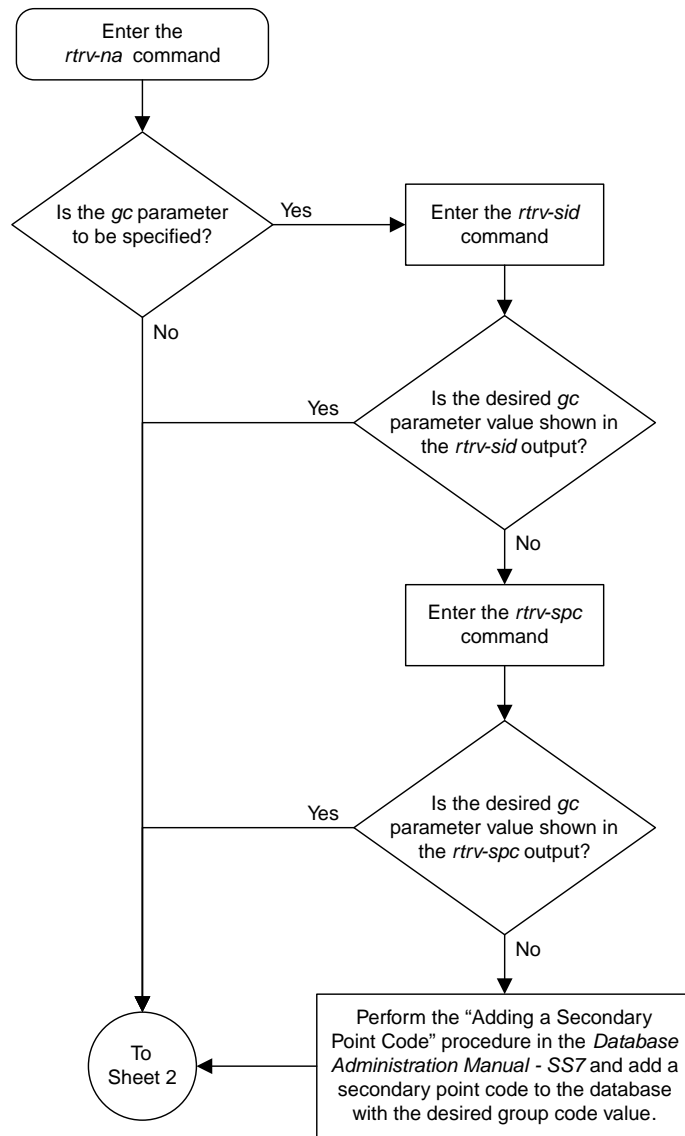 Enter the
rtrv-na command
Is the gc parameter
to be specified?
Yes
No
Enter the rtrv-sid
command
Is the desired gc
parameter value shown in
the rtrv-sid output?
Yes
No
Enter the rtrv-spc
command
Is the desired gc
parameter value shown in
the rtrv-spc output?
Yes
No
Perform the “Adding a Secondary
Point Code” procedure in the Database
Administration Manual - SS7 and add a
secondary point code to the database
with the desired group code value.
To
Sheet 2